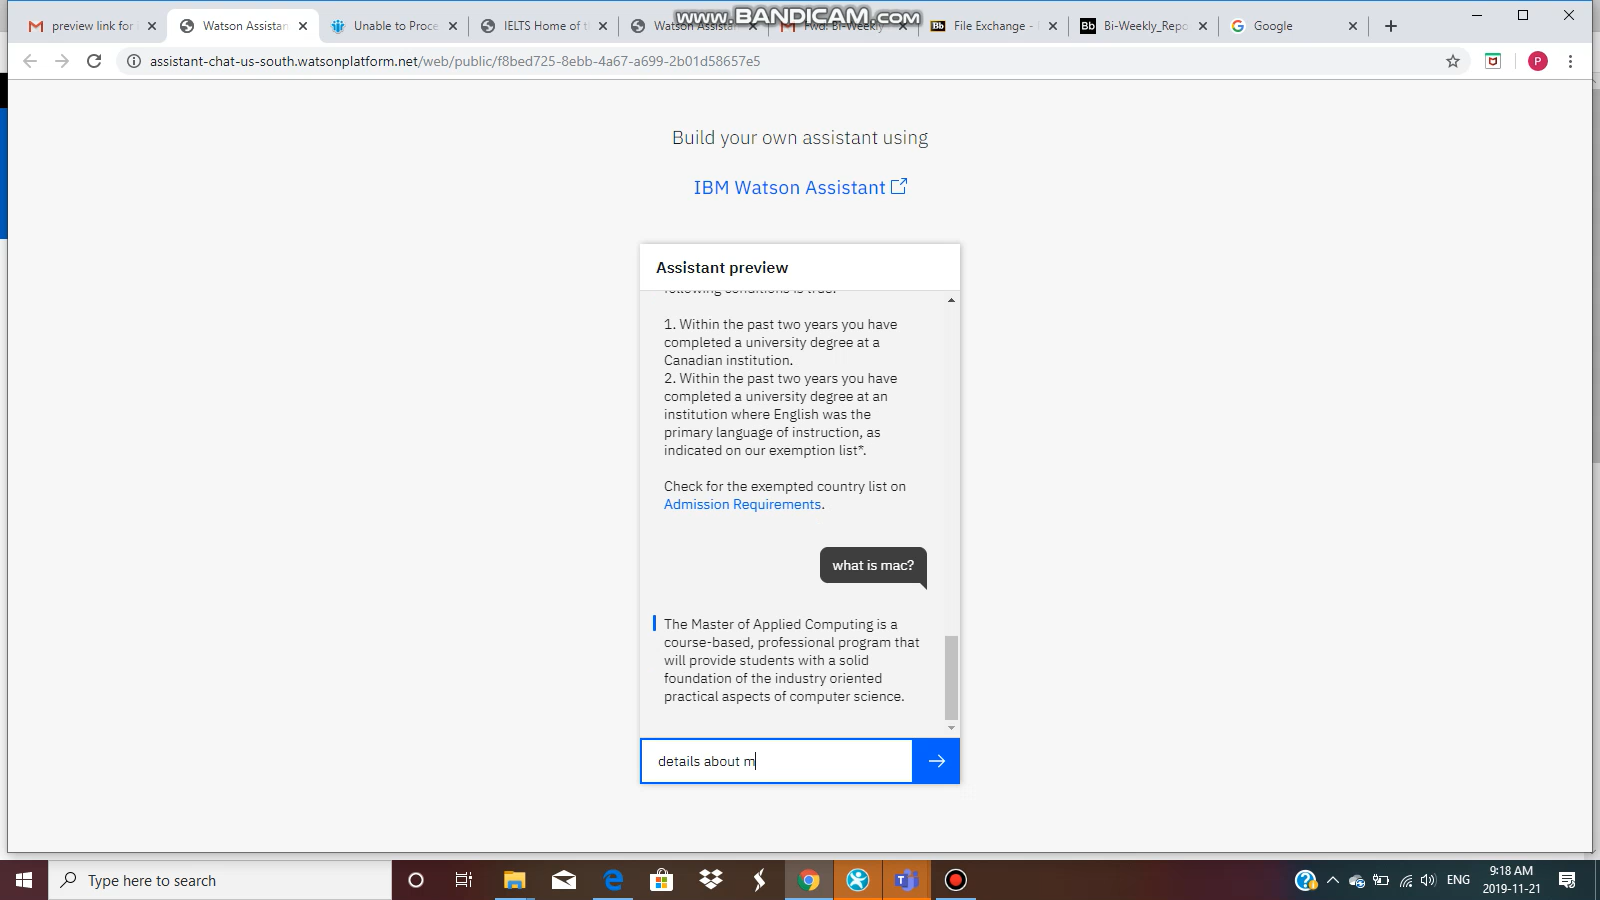 www.BANDICAM.com
preview link for
Watson Assistan
Unable to Proce
IELTS Home of t
Watson Assista
Fwd: Bi-Weekly
File Exchange -
Bi-Weekly_Repo
Google
assistant-chat-us-south.watsonplatform.net/web/public/f8bed725-8ebb-4a67-a699-2b01d58657e5
P
Build your own assistant using
IBM Watson Assistant
Assistant preview
following conditions is true:
1. Within the past two years you have
completed a university degree at a
Canadian institution.
2. Within the past two years you have
completed a university degree at an
institution where English was the
primary language of instruction, as
indicated on our exemption list*.
Check for the exempted country list on
Admission Requirements.
what is mac?
The Master of Applied Computing is a
course-based, professional program that
will provide students with a solid
foundation of the industry oriented
practical aspects of computer science.
details about m
Type here to search
ENG
9:18 AM
2019-11-21